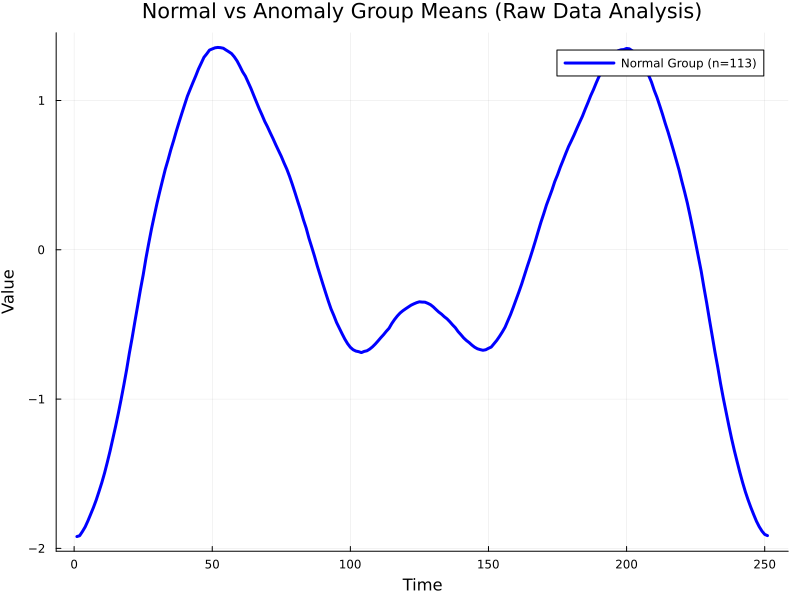 Normal vs Anomaly Group Means (Raw Data Analysis)
Normal Group (n=113)
1
0
−1
−2
Value
0
50
100
150
200
250
Time